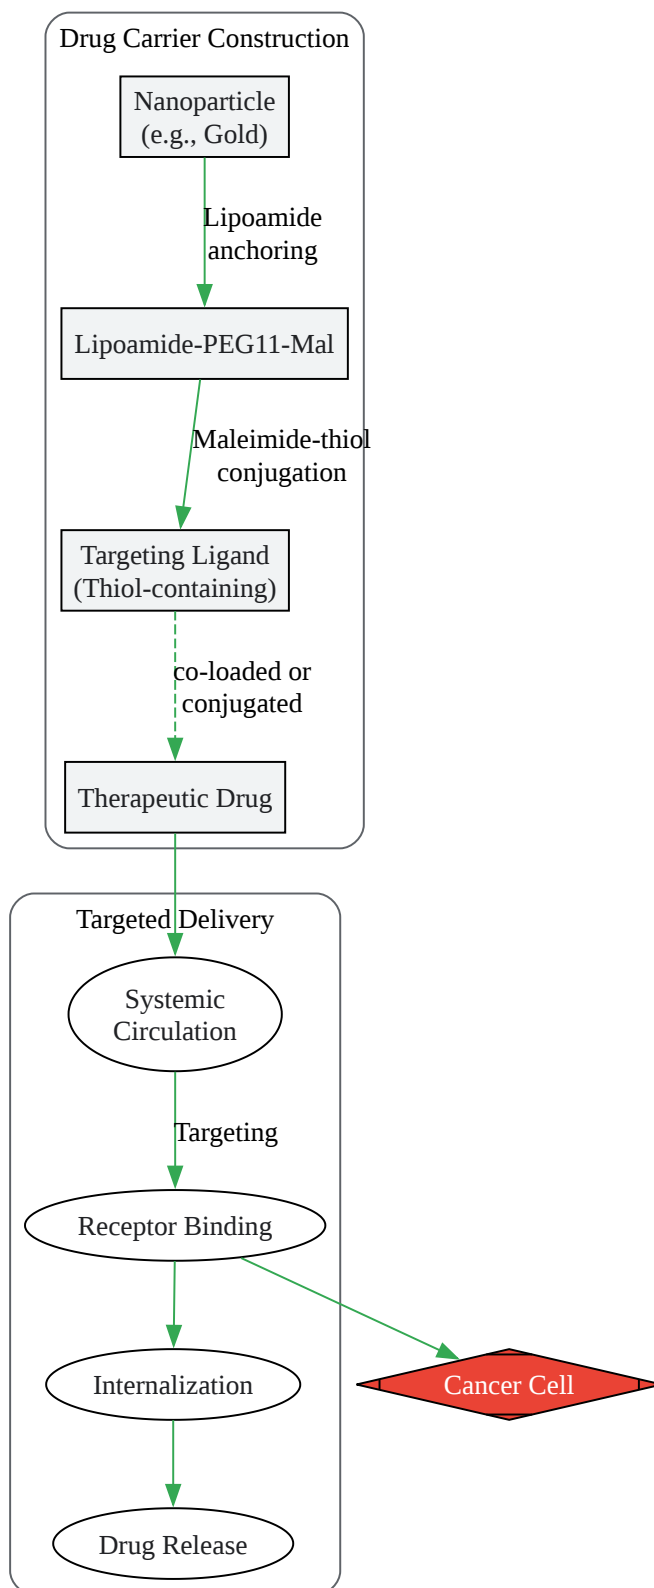 Drug Carrier Construction
Nanoparticle
(e.g., Gold)
Lipoamide
anchoring
Lipoamide-PEG11-Mal
Maleimide-thiol
conjugation
Targeting Ligand
(Thiol-containing)
co-loaded or
conjugated
Therapeutic Drug
Targeted Delivery
Systemic
Circulation
Targeting
Receptor Binding
Internalization
Cancer Cell
Drug Release